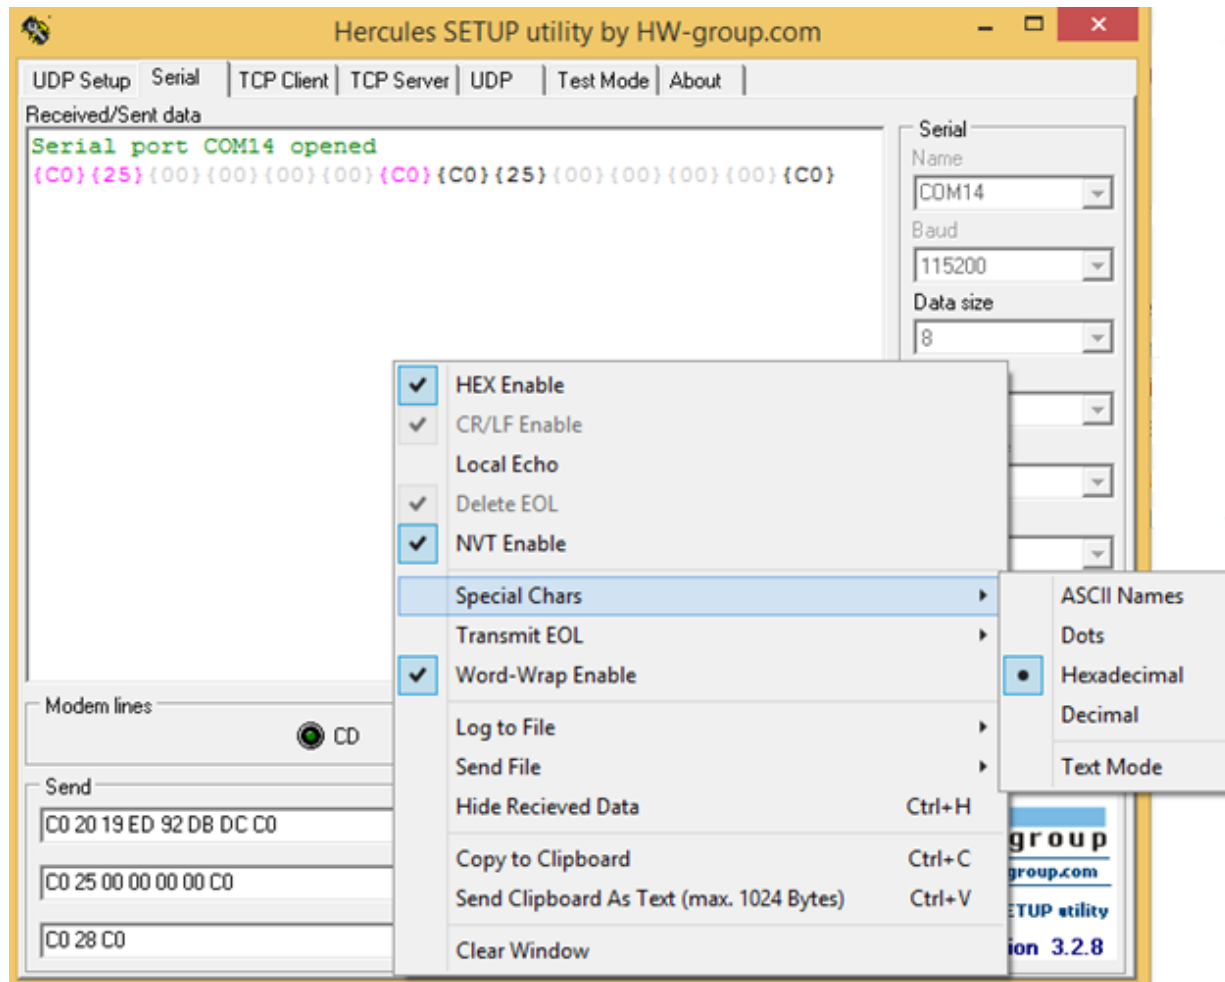 Hercules SETUP utility by HW-group.com
UDP Setup Serial TCP Client TCP Server UDP Test Mode About
Received/Sent data
Serial port COM14 opened
{C0}{25}{00}{00}{00}{00}{C0}{C0}{25}{00}{00}{00}{00}{C0}
Serial
Name
COM14
Baud
115200
Data size
8
HEX Enable
CR/LF Enable
Local Echo
Delete EOL
NVT Enable
Special Chars
Transmit EOL
Word-Wrap Enable
Log to File
Send File
Hide Recieved Data Ctrl+H
Copy to Clipboard Ctrl+C
Send Clipboard As Text (max. 1024 Bytes) Ctrl+V
Clear Window
ASCII Names
Dots
Hexadecimal
Decimal
Text Mode
Modem lines
CD
Send
C0 20 19 ED 92 DB DC C0
C0 25 00 00 00 00 C0
C0 28 C0
group
group.com
ETUP utility
ion 3.2.8